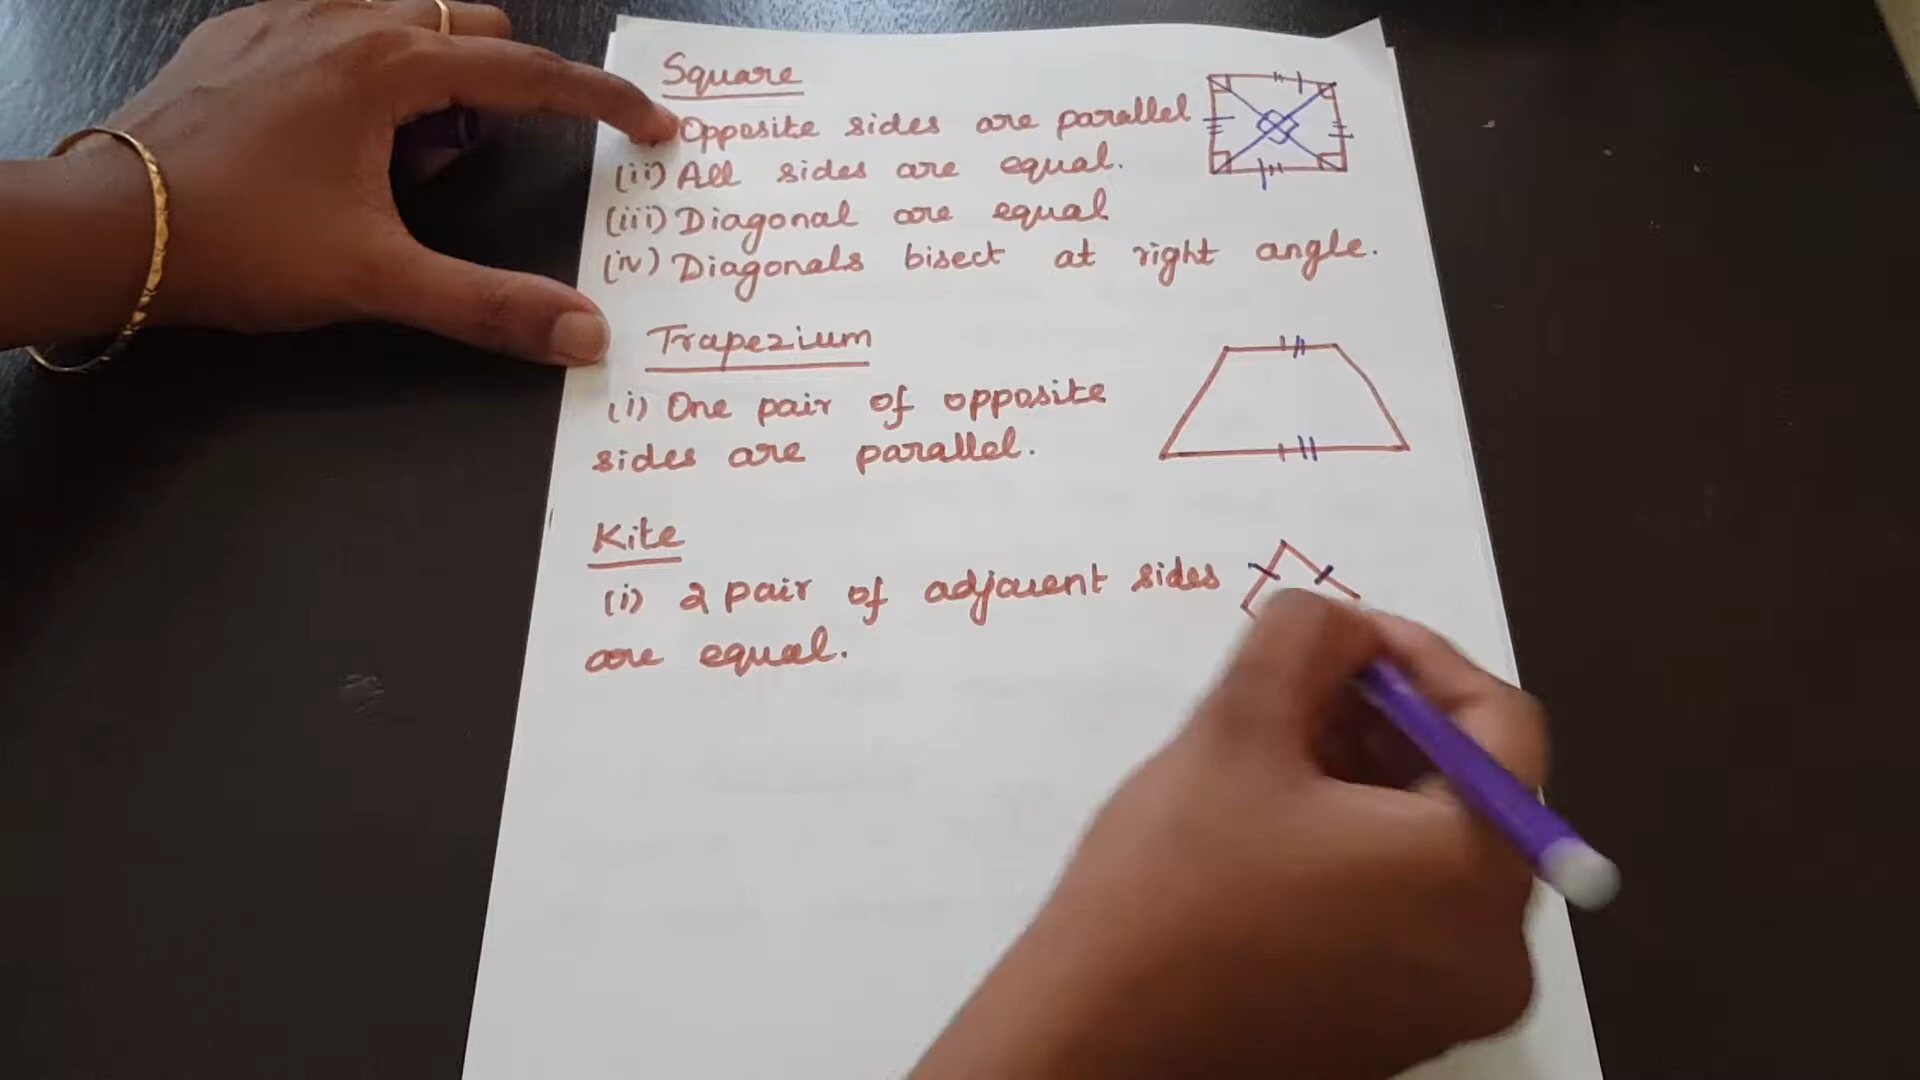 Square
Opposite sides are parallel
(ii) All sides are equal.
(iii) Diagonal are equal
(iv) Diagonals bisect at right angle.
Trapezium
(i) One pair of opposite
sides are parallel.
Kite
(i) 2 pair of adjacent sides
are equal.